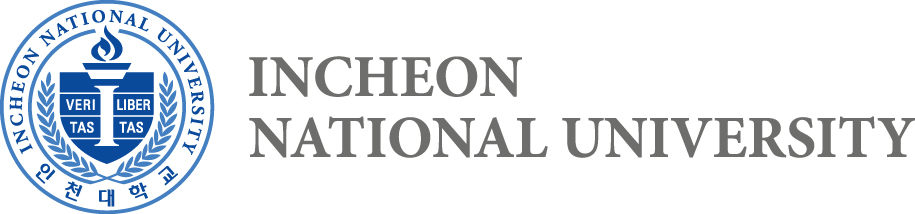 INCHEON NATIONAL UNIVERSITY
VERI LIBER
TAS TAS
인천대학교
INCHEON
NATIONAL UNIVERSITY